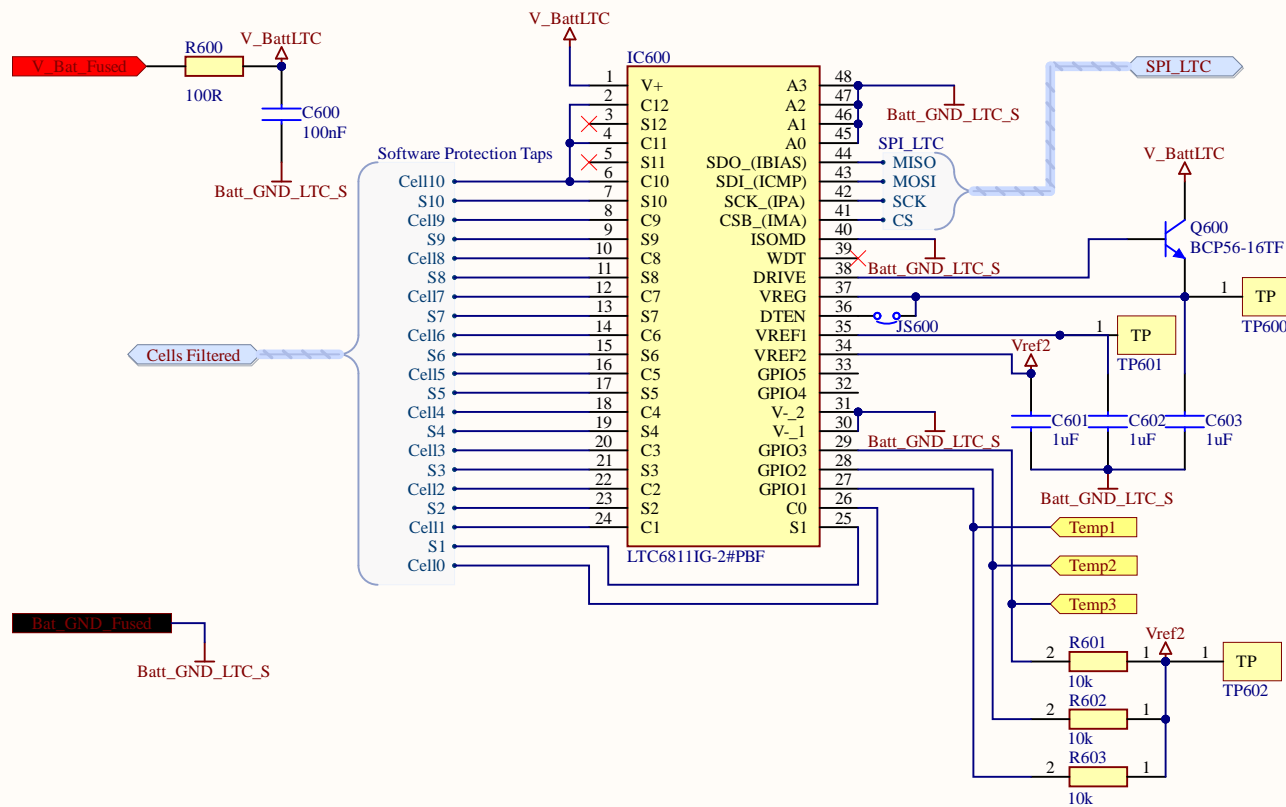 V_Bat_Fused
R600
100R
V_BattLTC
C600
100nF
Batt_GND_LTC_S
Software Protection Taps
Cell10
S10
Cell9
S9
Cell8
S8
Cell7
S7
Cell6
S6
Cell5
S5
Cell4
S4
Cell3
S3
Cell2
S2
Cell1
S1
Cell0
Cells Filtered
Bat_GND_Fused
Batt_GND_LTC_S
V_BattLTC
IC600
1 V+
2 C12
3 S12
4 C11
5 S11
6 C10
7 S10
8 C9
9 S9
10 C8
11 S8
12 C7
13 S7
14 C6
15 S6
16 C5
17 S5
18 C4
19 S4
20 C3
21 S3
22 C2
23 S2
24 C1
A3 48
A2 47
A1 46
A0 45
SDO_(IBIAS) 44
SDI_(ICMP) 43
SCK_(IPA) 42
CSB_(IMA) 41
ISOMD 40
WDT 39
DRIVE 38
VREG 37
DTEN 36
VREF1 35
VREF2 34
GPIO5 33
GPIO4 32
V-_2 31
V-_1 30
GPIO3 29
GPIO2 28
GPIO1 27
C0 26
S1 25
LTC6811IG-2#PBF
Batt_GND_LTC_S
SPI_LTC
MISO
MOSI
SCK
CS
SPI_LTC
Batt_GND_LTC_S
V_BattLTC
Q600
BCP56-16TF
1 TP
TP600
JS600
1 TP
TP601
Vref2
C601
1uF
C602
1uF
C603
1uF
Batt_GND_LTC_S
Batt_GND_LTC_S
Temp1
Temp2
Temp3
Vref2
2 R601 1
10k
2 R602 1
10k
2 R603 1
10k
1 TP
TP602